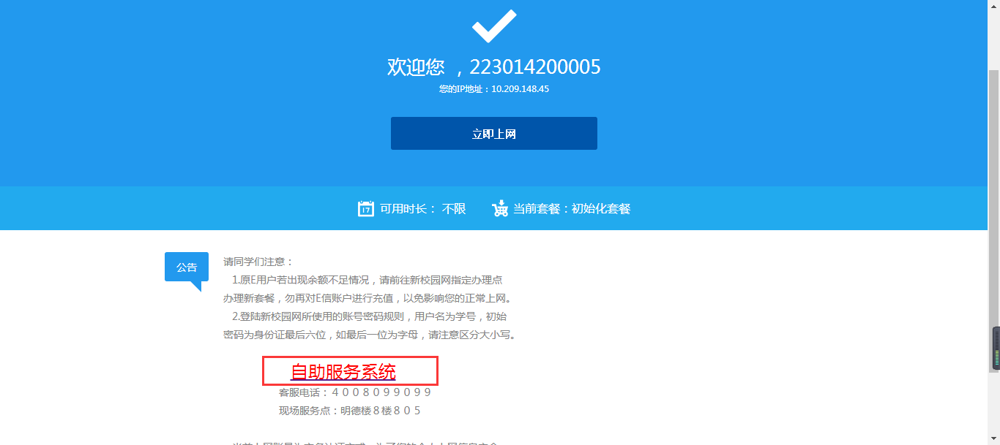 欢迎您 ，223014200005
您的IP地址：10.209.148.45
立即上网
17 可用时长： 不限 当前套餐：初始化套餐
公告
请同学们注意：
1.原E用户若出现余额不足情况，请前往新校园网指定办理点
办理新套餐，勿再对E信账户进行充值，以免影响您的正常上网。
2.登陆新校园网所使用的账号密码规则，用户名为学号，初始
密码为身份证最后六位，如最后一位为字母，请注意区分大小写。
自助服务系统
客服电话：４００８０９９０９９
现场服务点：明德楼８楼８０５